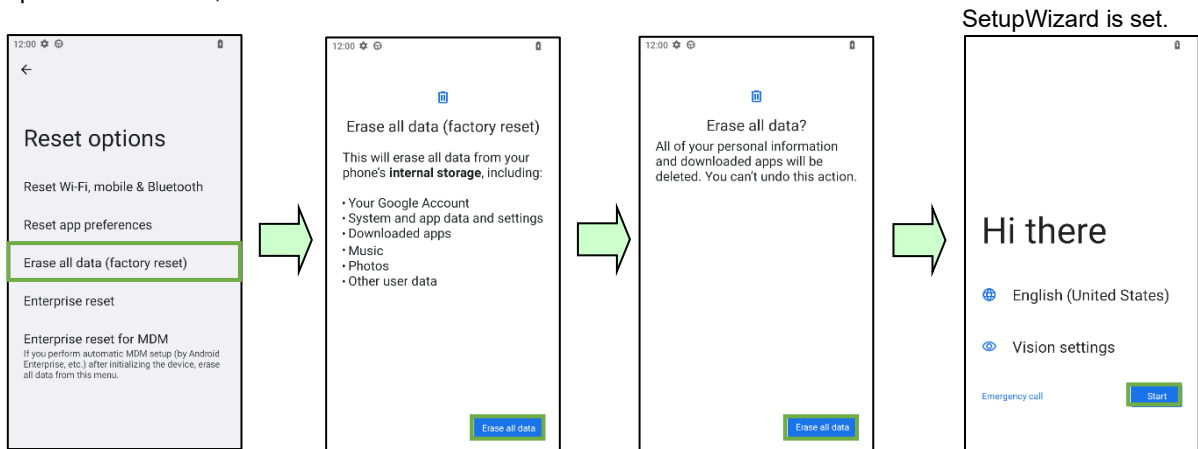 SetupWizard is set.
12:00
Reset options
Reset Wi-Fi, mobile & Bluetooth
Reset app preferences
Erase all data (factory reset)
Enterprise reset
Enterprise reset for MDM
If you perform automatic MDM setup (by Android
Enterprise, etc.) after initializing the device, erase
all data from this menu.
12:00
Erase all data (factory reset)
This will erase all data from your
phone's internal storage, including:
• Your Google Account
• System and app data and settings
• Downloaded apps
• Music
• Photos
• Other user data
Erase all data
12:00
Erase all data?
All of your personal information
and downloaded apps will be
deleted. You can't undo this action.
Erase all data
Hi there
English (United States)
Vision settings
Emergency call
Start